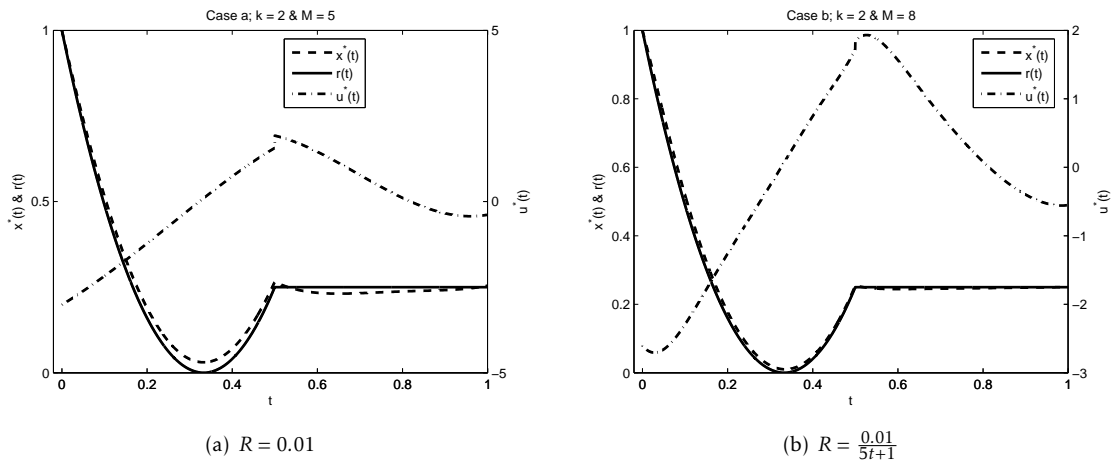 Case a; k = 2 & M = 5
1
0.5
0
x*(t) & r(t)
x*(t)
r(t)
u*(t)
5
0
−5
u*(t)
0
0.2
0.4
0.6
0.8
1
t
(a) R = 0.01
Case b; k = 2 & M = 8
1
0.8
0.6
0.4
0.2
0
x*(t) & r(t)
x*(t)
r(t)
u*(t)
2
1
0
−1
−2
−3
u*(t)
0
0.2
0.4
0.6
0.8
1
t
(b) R = 0.01/(5t+1)